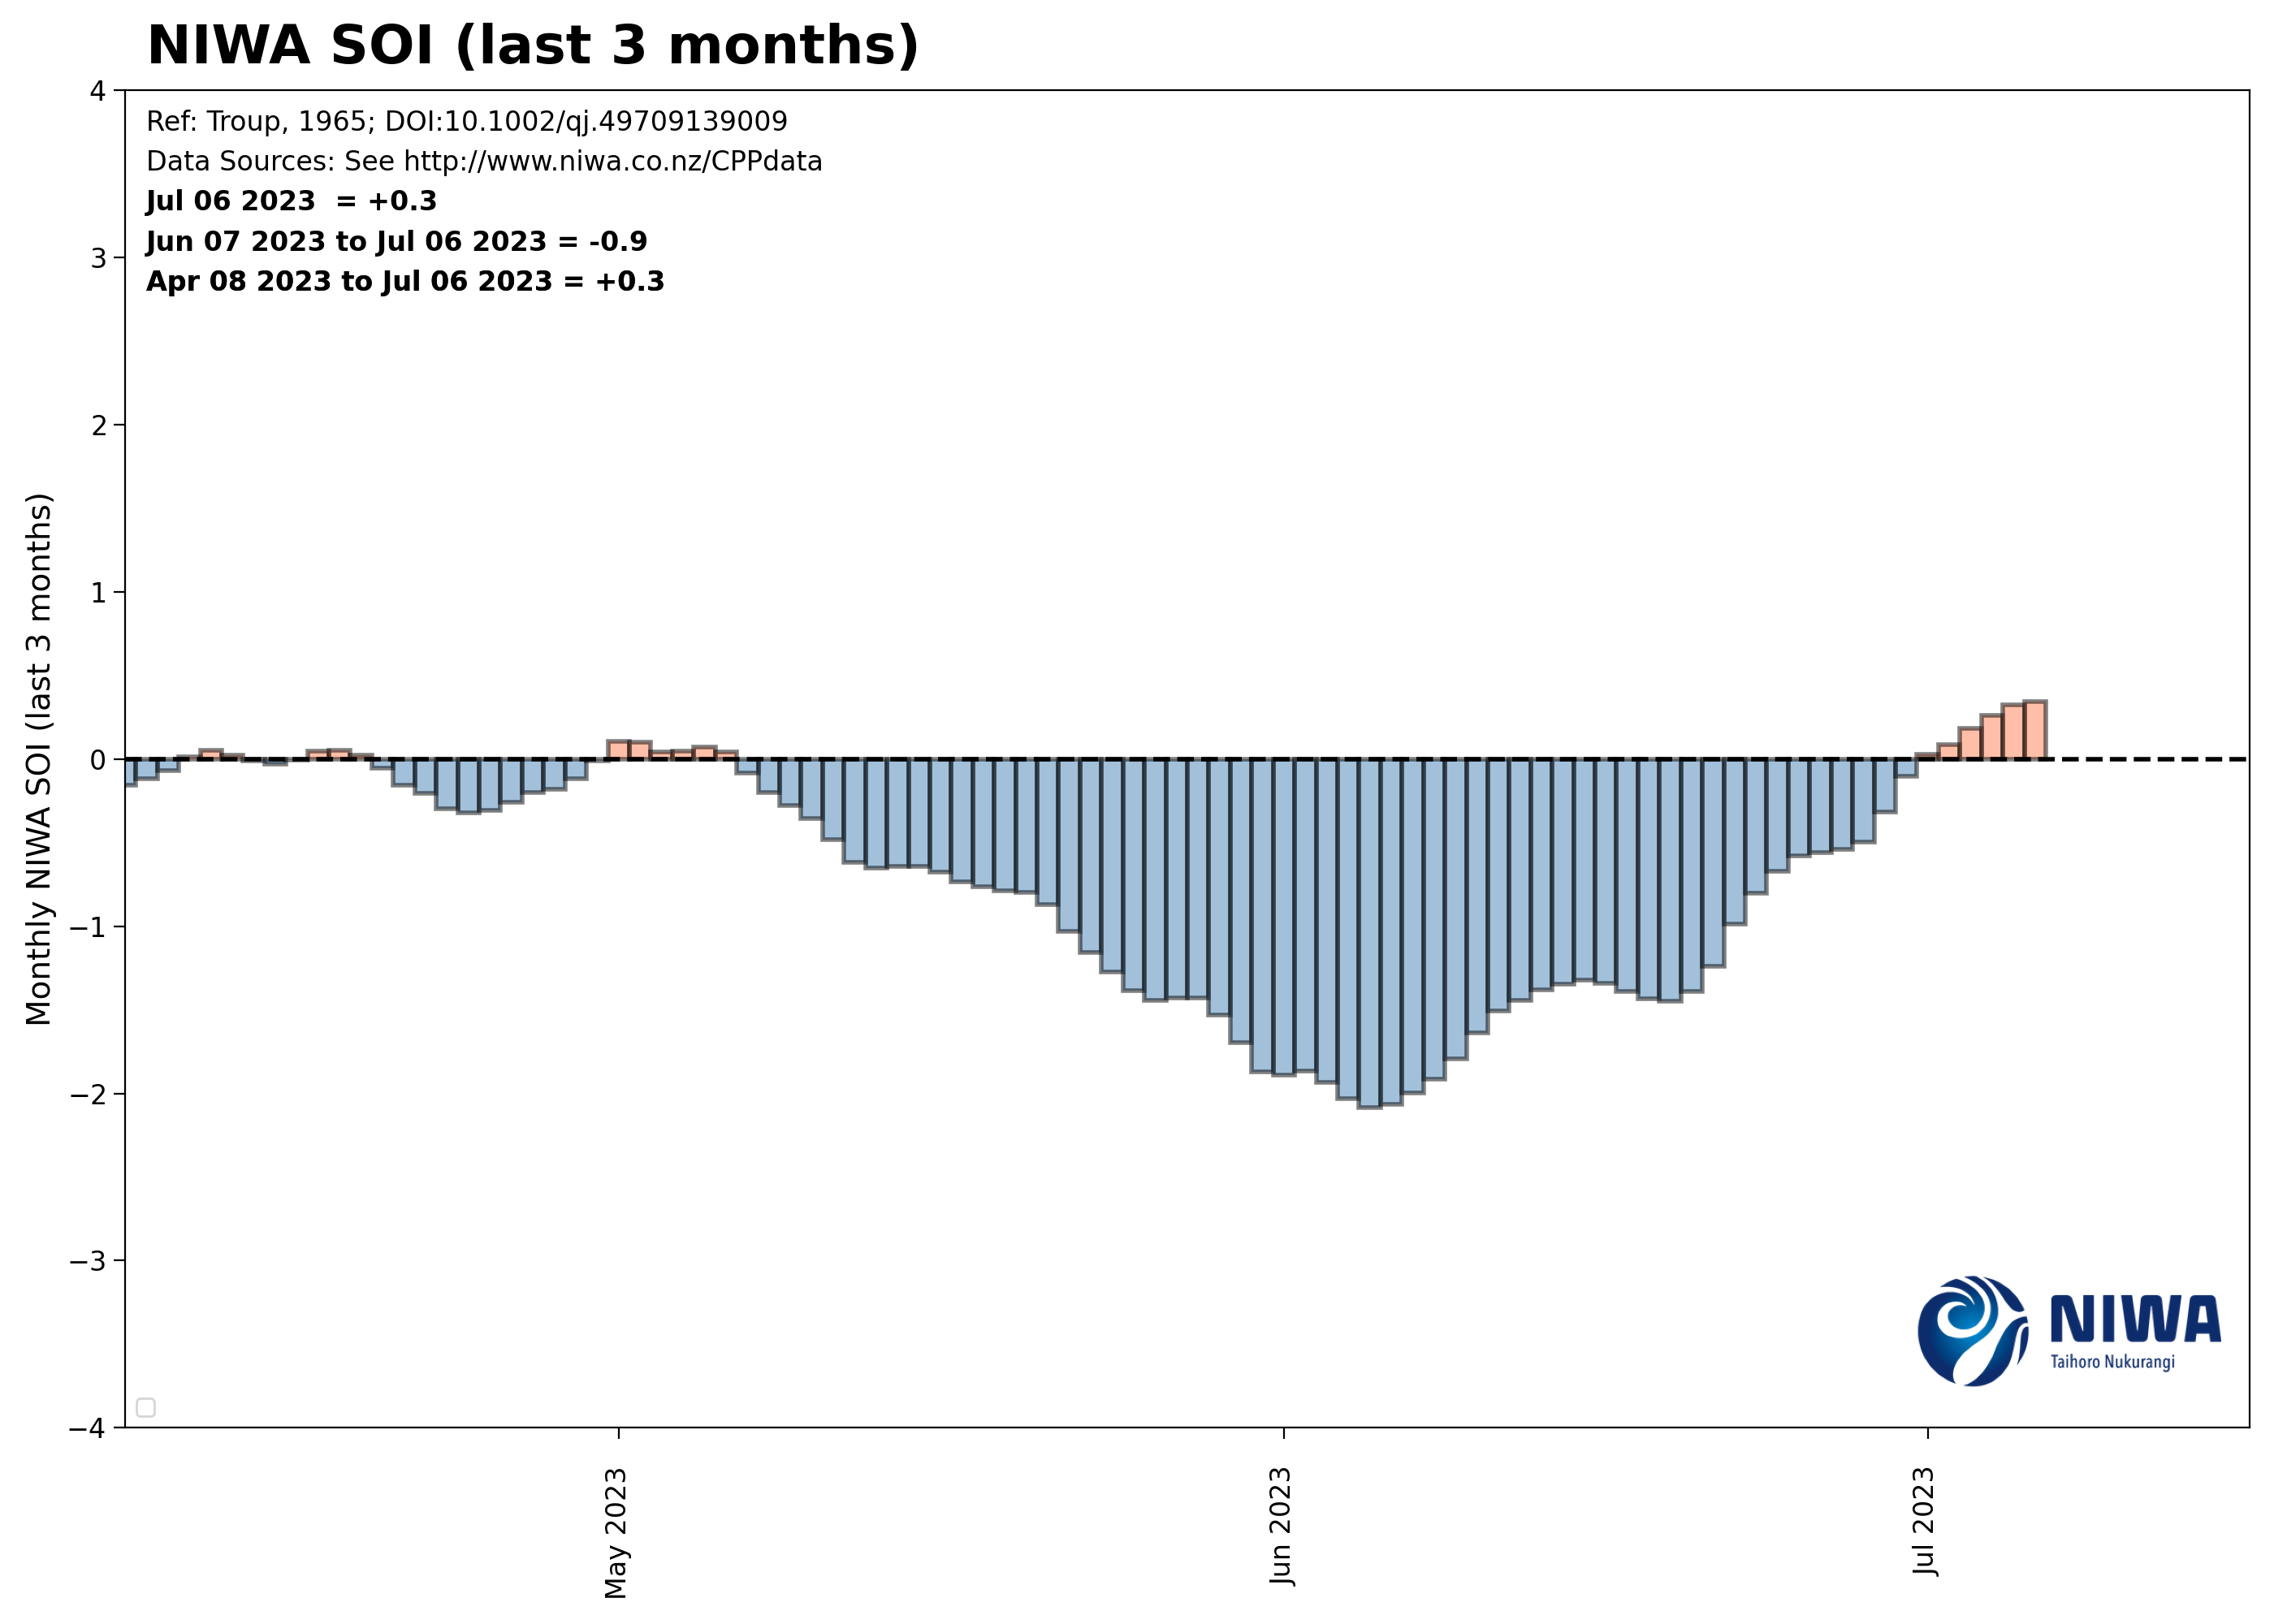 NIWA SOI (last 3 months)
Ref: Troup, 1965; DOI:10.1002/qj.49709139009
Data Sources: See http://www.niwa.co.nz/CPPdata
Jul 06 2023  = +0.3
Jun 07 2023 to Jul 06 2023 = -0.9
Apr 08 2023 to Jul 06 2023 = +0.3
Monthly NIWA SOI (last 3 months)
4
3
2
1
0
−1
−2
−3
−4
May 2023
Jun 2023
Jul 2023
NIWA
Taihoro Nukurangi